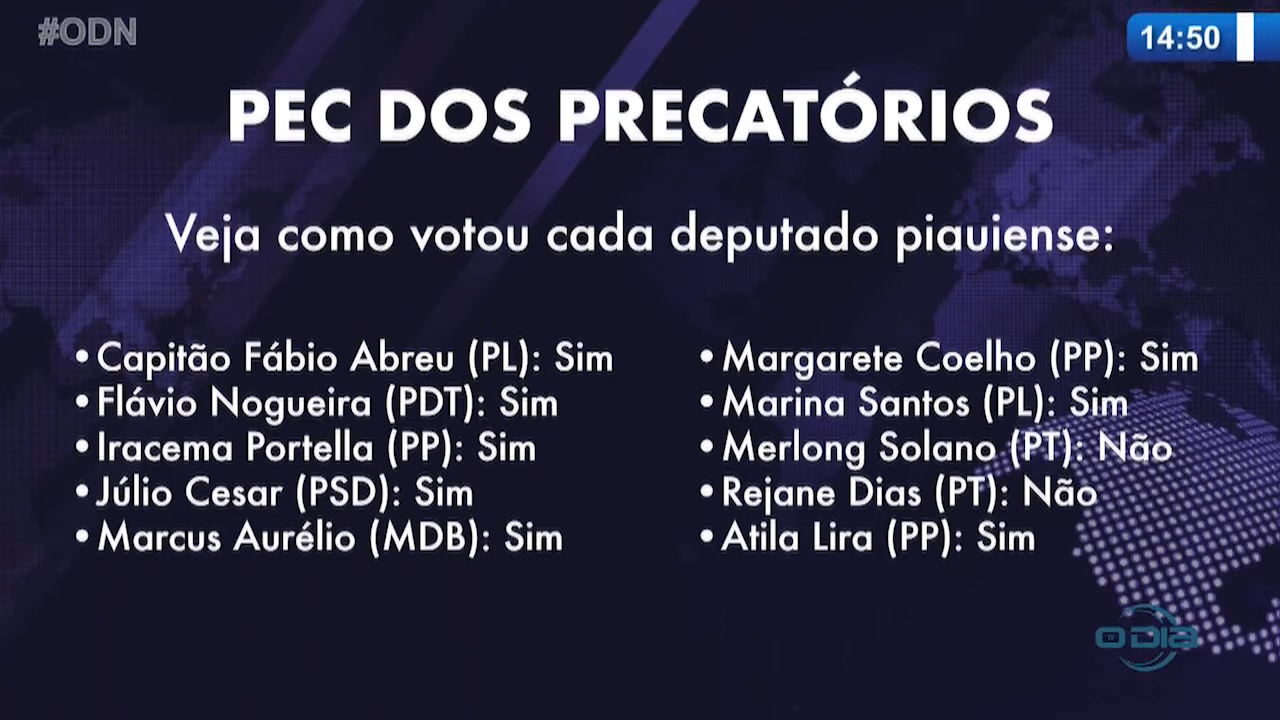 #ODN
14:50
PEC DOS PRECATÓRIOS
Veja como votou cada deputado piauiense:
•Capitão Fábio Abreu (PL): Sim
•Flávio Nogueira (PDT): Sim
•Iracema Portella (PP): Sim
•Júlio Cesar (PSD): Sim
•Marcus Aurélio (MDB): Sim
•Margarete Coelho (PP): Sim
•Marina Santos (PL): Sim
•Merlong Solano (PT): Não
•Rejane Dias (PT): Não
•Atila Lira (PP): Sim
O DIA
TV